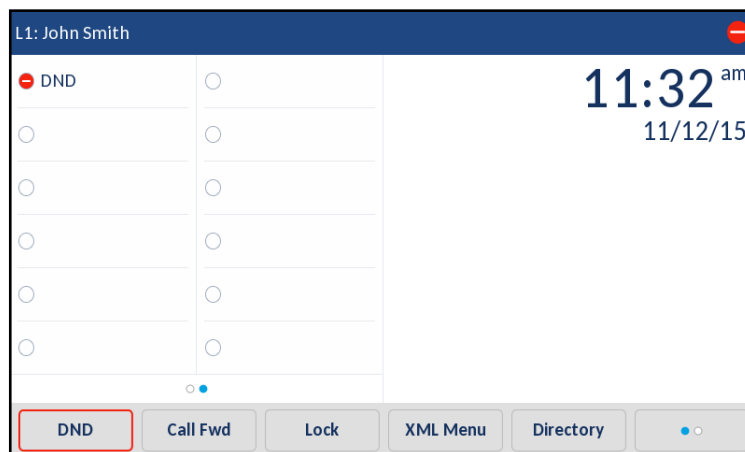 L1: John Smith
DND
11:32 am
11/12/15
DND
Call Fwd
Lock
XML Menu
Directory